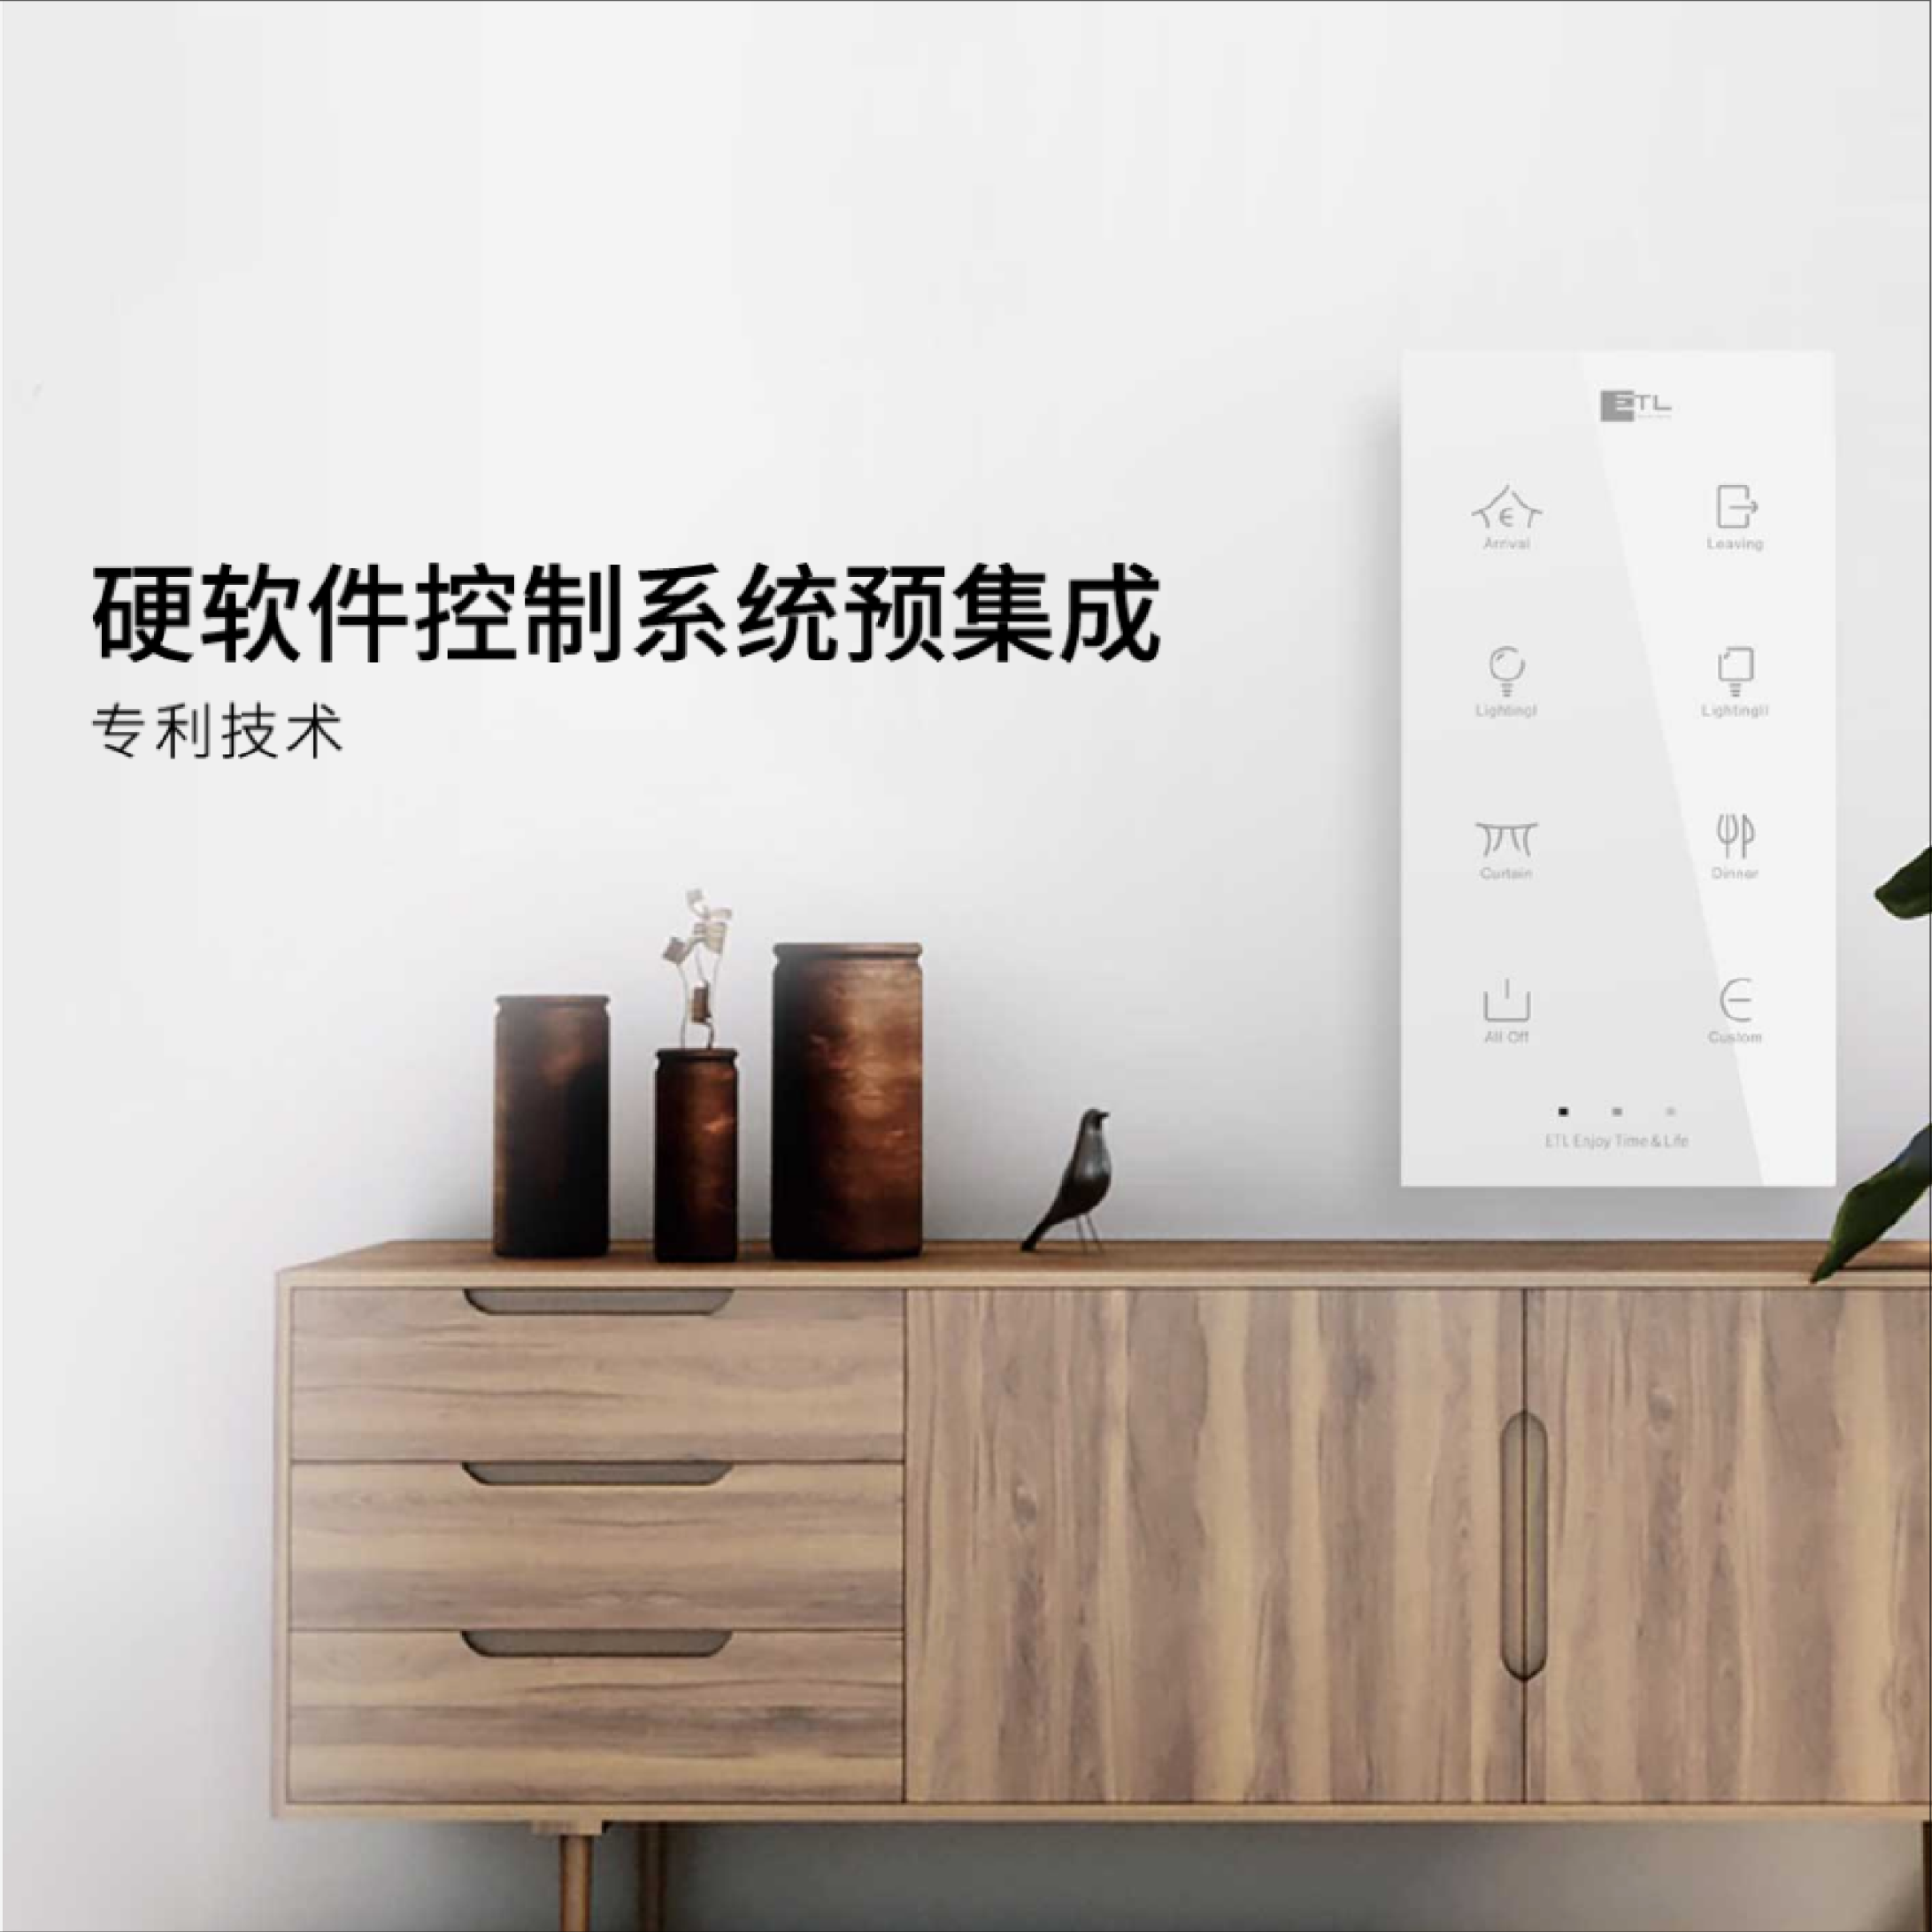 硬软件控制系统预集成
专利技术
ETL
Arrival
Leaving
LightingI
LightingII
Curtain
Dinner
All Off
Custom
ETL Enjoy Time & Life